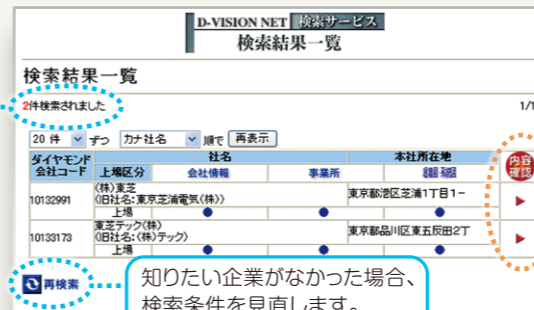 D-VISION NET 検索サービス
検索結果一覧
検索結果一覧
2件検索されました
1/1
20 件 ずつ カナ社名 順で 再表示
ダイヤモンド 社名 本社所在地 内容
会社コード 上場区分 会社情報 事業所 確認
(株)東芝
10132991 (旧社名:東京芝浦電気(株)) 東京都港区芝浦1丁目1-
上場
東芝テック(株)
10133173 (旧社名:(株)テック) 東京都品川区東五反田2丁
上場
再検索
知りたい企業がなかった場合、
検索条件を見直します。